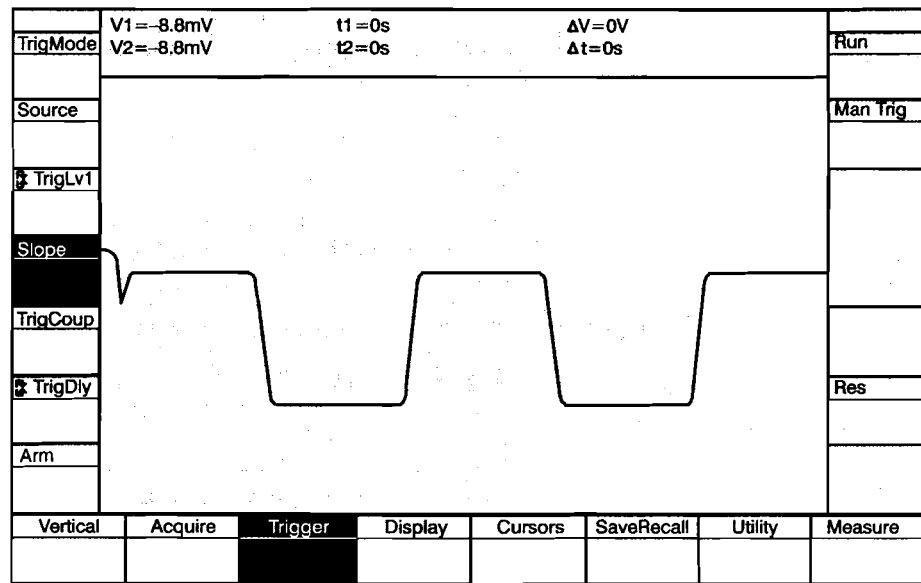 V1=-8.8mV t1=0s ΔV=0V
V2=-8.8mV t2=0s Δt=0s
TrigMode
Source
TrigLv1
Slope
TrigCoup
TrigDly
Arm
Run
Man Trig
Res
Vertical Acquire Trigger Display Cursors SaveRecall Utility Measure